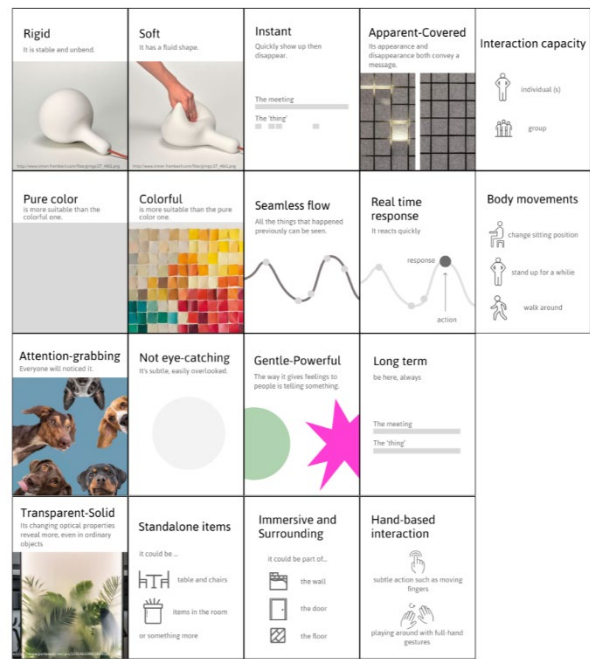 Rigid
It is stable and unbend.
Soft
It has a fluid shape.
Instant
Quickly show up then
disappear.
The meeting
The 'thing'
Apparent-Covered
Its appearance and
disappearance both convey a
message.
Interaction capacity
individual (s)
group
Pure color
is more suitable than the
colorful one.
Colorful
is more suitable than the pure
color one.
Seamless flow
All the things that happened
previously can be seen.
Real time
response
It reacts quickly
response
action
Body movements
change sitting position
stand up for a whilie
walk around
Attention-grabbing
Everyone will noticed it.
Not eye-catching
It's subtle, easily overlooked.
Gentle-Powerful
The way it gives feelings to
people is telling something.
Long term
be here, always
The meeting
The 'thing'
Transparent-Solid
Its changing optical properties
reveal more, even in ordinary
objects
Standalone items
it could be ...
table and chairs
items in the room
or something more
Immersive and
Surrounding
it could be part of...
the wall
the door
the floor
Hand-based
interaction
subtle action such as moving
fingers
playing around with full-hand
gestures